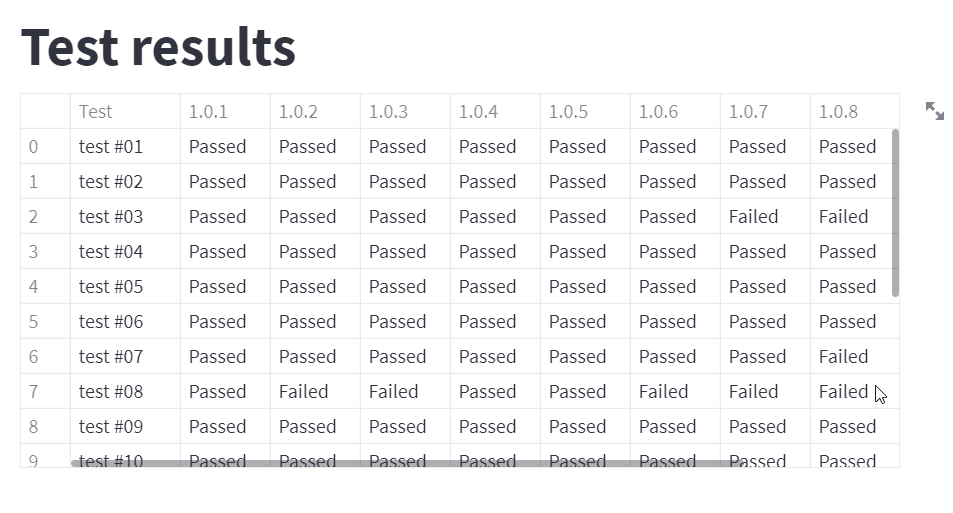 Test results
Test 1.0.1 1.0.2 1.0.3 1.0.4 1.0.5 1.0.6 1.0.7 1.0.8
0 test #01 Passed Passed Passed Passed Passed Passed Passed Passed
1 test #02 Passed Passed Passed Passed Passed Passed Passed Passed
2 test #03 Passed Passed Passed Passed Passed Passed Failed Failed
3 test #04 Passed Passed Passed Passed Passed Passed Passed Passed
4 test #05 Passed Passed Passed Passed Passed Passed Passed Passed
5 test #06 Passed Passed Passed Passed Passed Passed Passed Passed
6 test #07 Passed Passed Passed Passed Passed Passed Passed Failed
7 test #08 Passed Failed Failed Passed Passed Failed Failed Failed
8 test #09 Passed Passed Passed Passed Passed Passed Passed Passed
9 test #10 Passed Passed Passed Passed Passed Passed Passed Passed